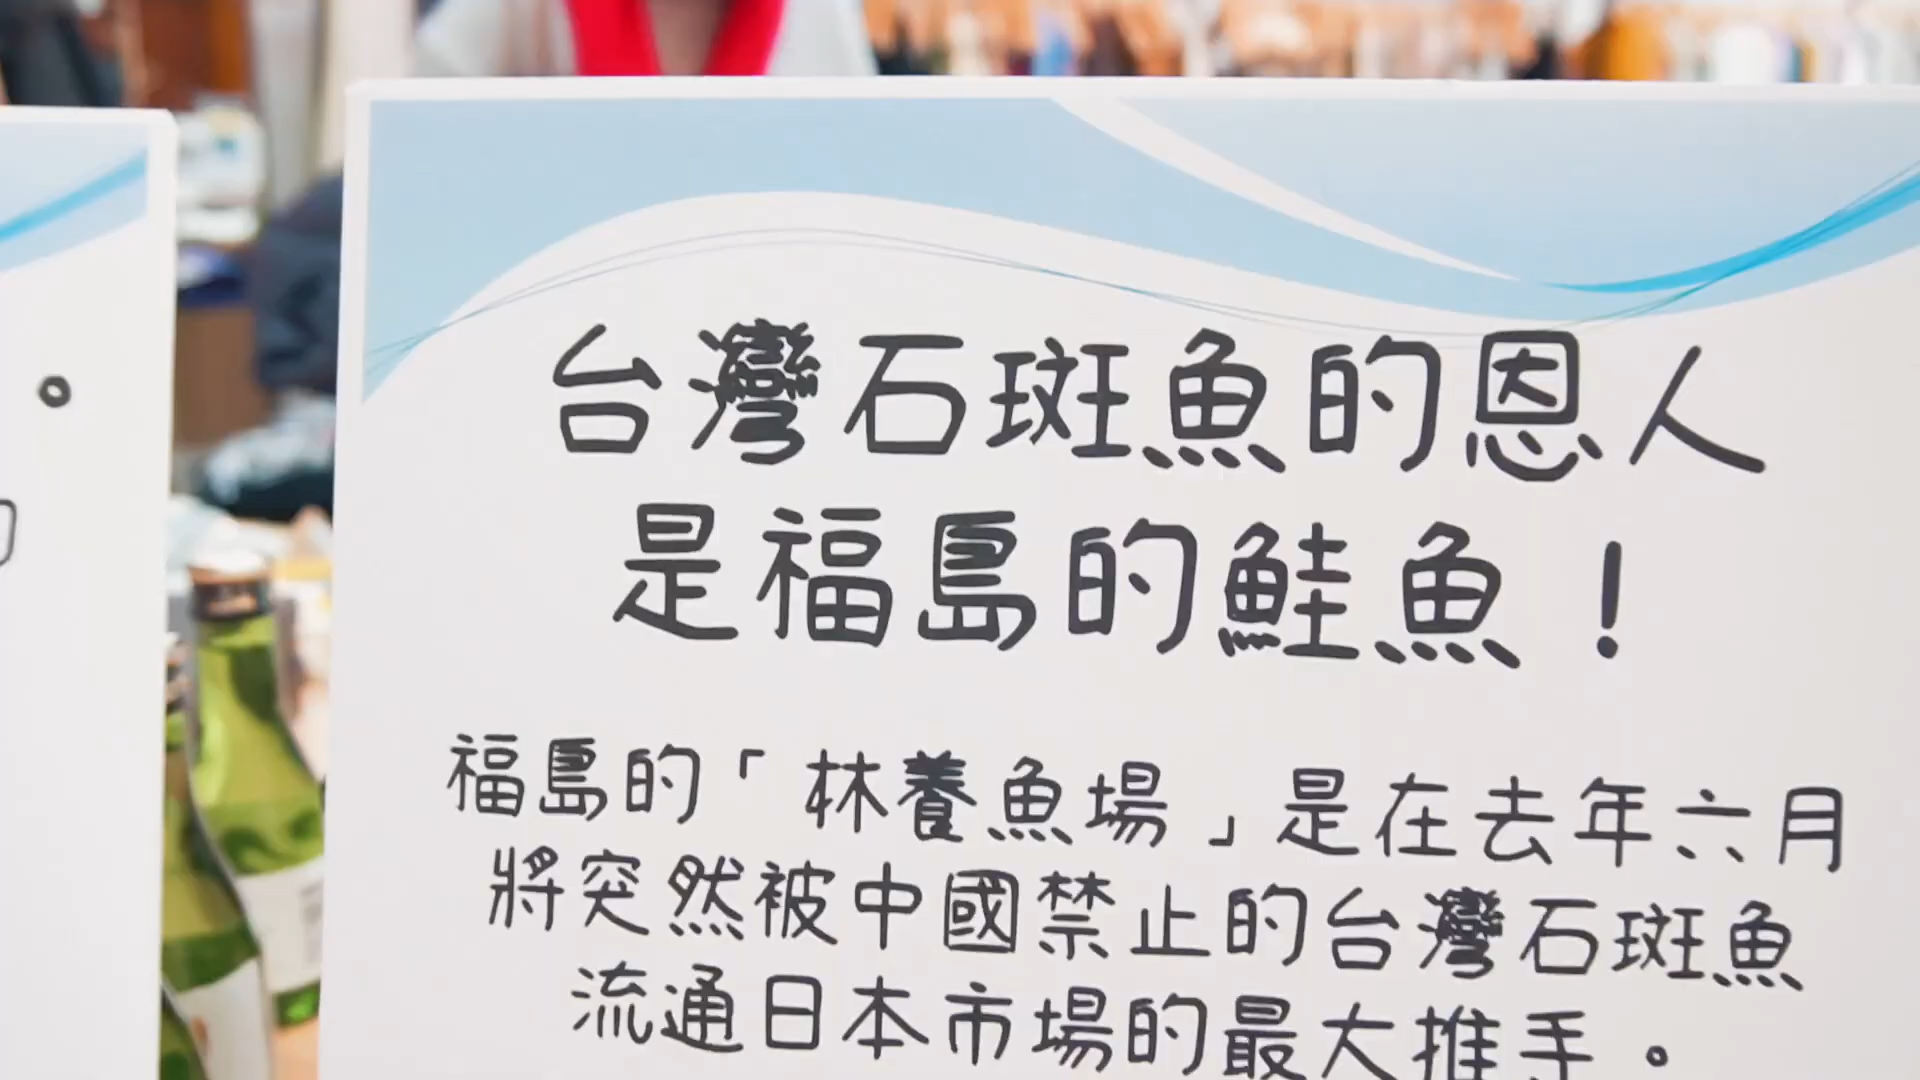 台灣石斑魚的恩人
是福島的鮭魚！
福島的「林養魚場」是在去年六月
將突然被中國禁止的台灣石斑魚
流通日本市場的最大推手。